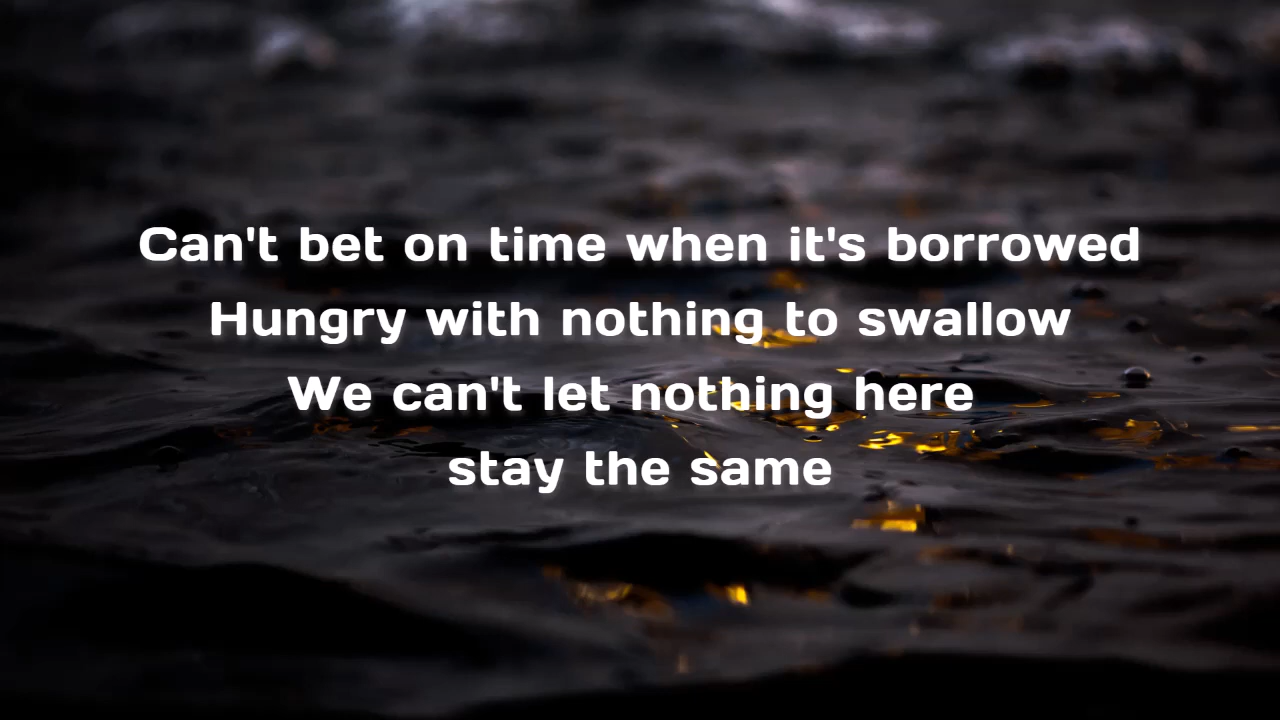 Can't bet on time when it's borrowed
Hungry with nothing to swallow
We can't let nothing here
stay the same